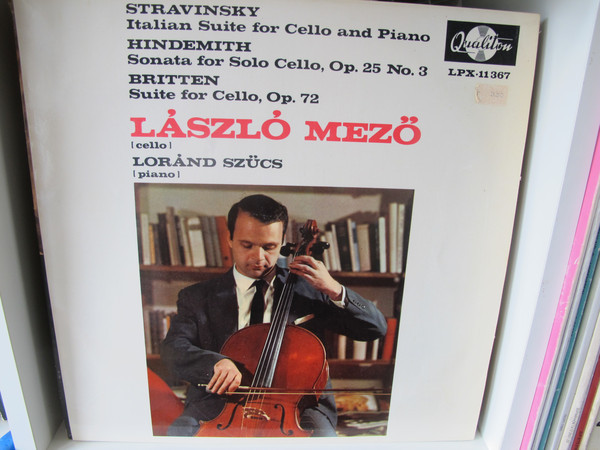 STRAVINSKY
Italian Suite for Cello and Piano
HINDEMITH
Sonata for Solo Cello, Op. 25 No. 3
BRITTEN
Suite for Cello, Op. 72
Qualiton
LPX-11367
LÁSZLÓ MEZŐ
(cello)
LORÁND SZŰCS
(piano)